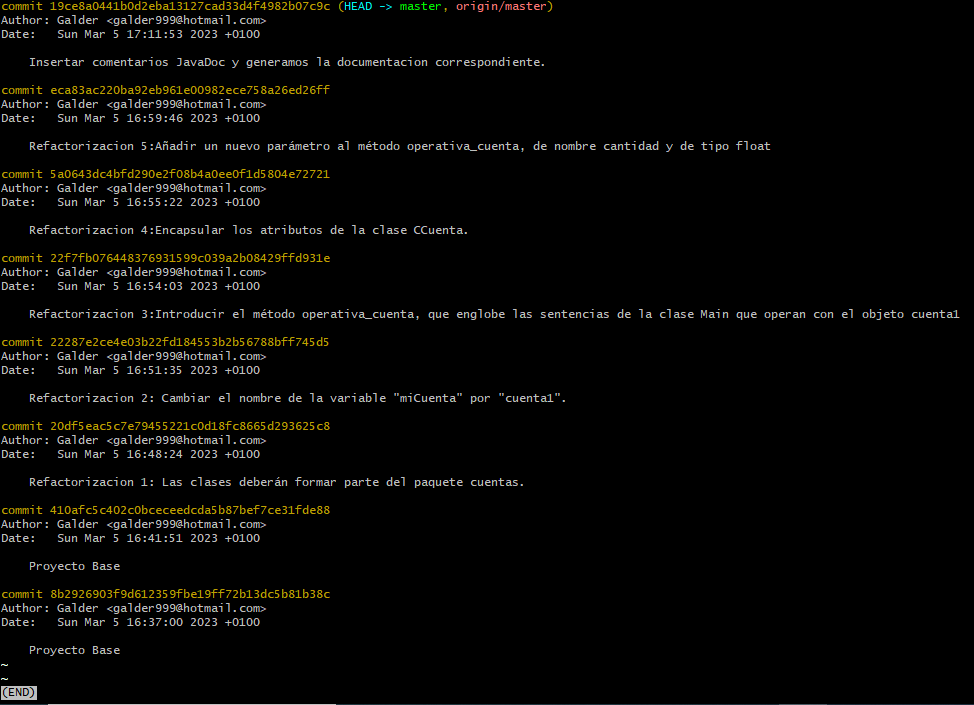 commit 19ce8a0441b0d2eba13127cad33d4f4982b07c9c (HEAD -> master, origin/master)
Author: Galder <galder999@hotmail.com>
Date:   Sun Mar 5 17:11:53 2023 +0100
Insertar comentarios JavaDoc y generamos la documentacion correspondiente.
commit eca83ac220ba92eb961e00982ece758a26ed26ff
Author: Galder <galder999@hotmail.com>
Date:   Sun Mar 5 16:59:46 2023 +0100
Refactorizacion 5:Añadir un nuevo parámetro al método operativa_cuenta, de nombre cantidad y de tipo float
commit 5a0643dc4bfd290e2f08b4a0ee0f1d5804e72721
Author: Galder <galder999@hotmail.com>
Date:   Sun Mar 5 16:55:22 2023 +0100
Refactorizacion 4:Encapsular los atributos de la clase CCuenta.
commit 22f7fb076448376931599c039a2b08429ffd931e
Author: Galder <galder999@hotmail.com>
Date:   Sun Mar 5 16:54:03 2023 +0100
Refactorizacion 3:Introducir el método operativa_cuenta, que englobe las sentencias de la clase Main que operan con el objeto cuenta1
commit 22287e2ce4e03b22fd184553b2b56788bff745d5
Author: Galder <galder999@hotmail.com>
Date:   Sun Mar 5 16:51:35 2023 +0100
Refactorizacion 2: Cambiar el nombre de la variable "miCuenta" por "cuenta1".
commit 20df5eac5c7e79455221c0d18fc8665d293625c8
Author: Galder <galder999@hotmail.com>
Date:   Sun Mar 5 16:48:24 2023 +0100
Refactorizacion 1: Las clases deberán formar parte del paquete cuentas.
commit 410afc5c402c0bceceedcda5b87bef7ce31fde88
Author: Galder <galder999@hotmail.com>
Date:   Sun Mar 5 16:41:51 2023 +0100
Proyecto Base
commit 8b2926903f9d612359fbe19ff72b13dc5b81b38c
Author: Galder <galder999@hotmail.com>
Date:   Sun Mar 5 16:37:00 2023 +0100
Proyecto Base
~
~
(END)